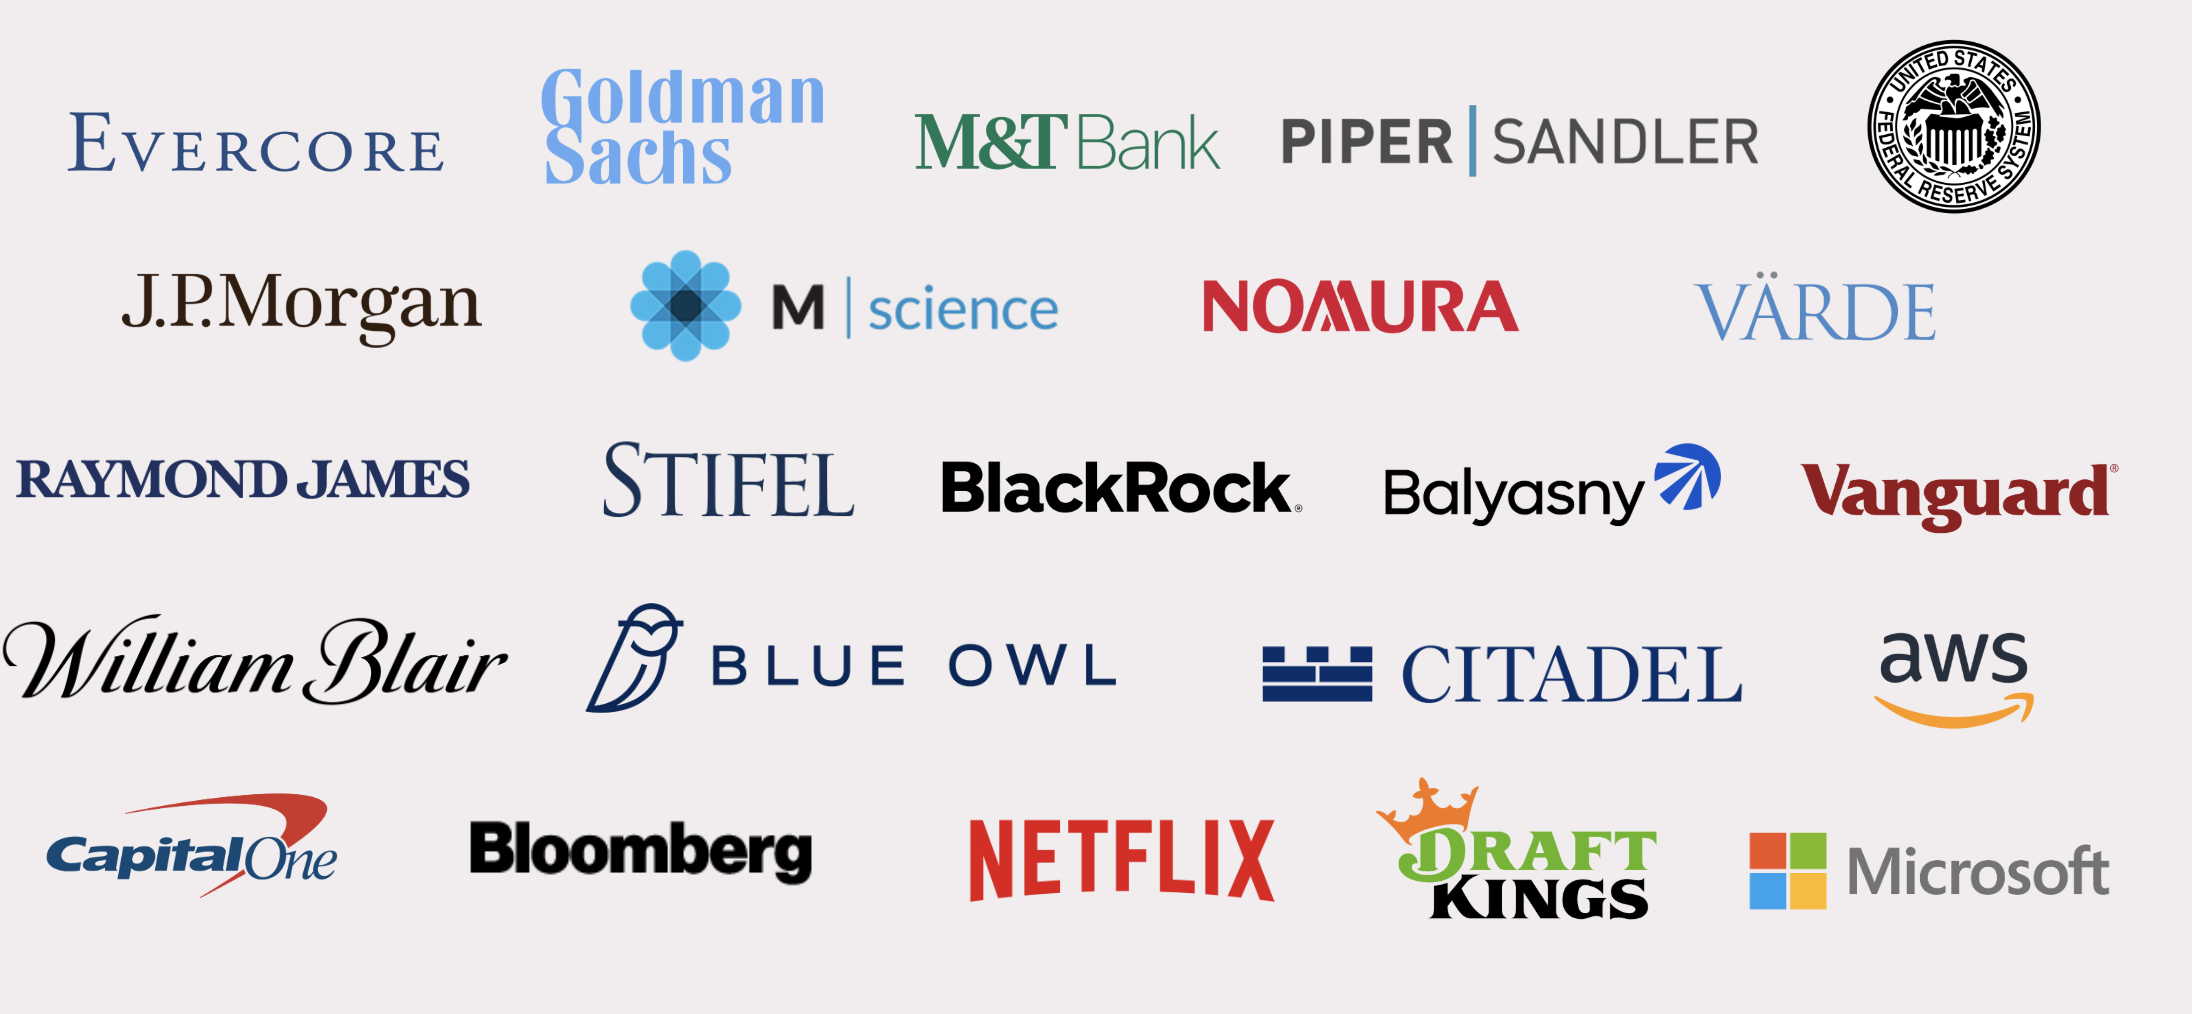 EVERCORE
Goldman
Sachs
M&T Bank
PIPER | SANDLER
UNITED STATES
FEDERAL RESERVE SYSTEM
J.P.Morgan
M | science
NOMURA
VÄRDE
RAYMOND JAMES
STIFEL
BlackRock®
Balyasny
Vanguard®
William Blair
BLUE OWL
CITADEL
aws
Capital One
Bloomberg
NETFLIX
DRAFT
KINGS
Microsoft